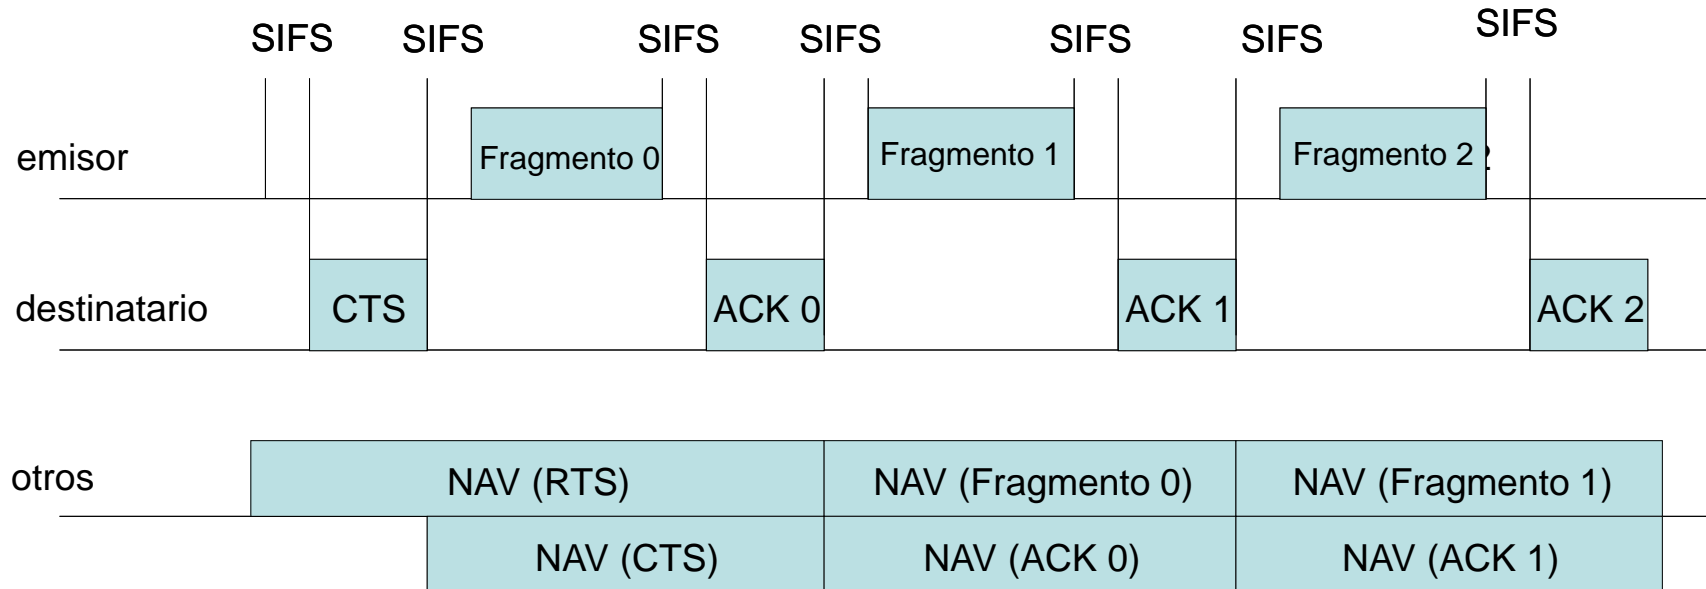 SIFS SIFS SIFS SIFS SIFS SIFS SIFS
emisor Fragmento 0 Fragmento 1 Fragmento 2
destinatario CTS ACK 0 ACK 1 ACK 2
otros NAV (RTS) NAV (Fragmento 0) NAV (Fragmento 1)
NAV (CTS) NAV (ACK 0) NAV (ACK 1)